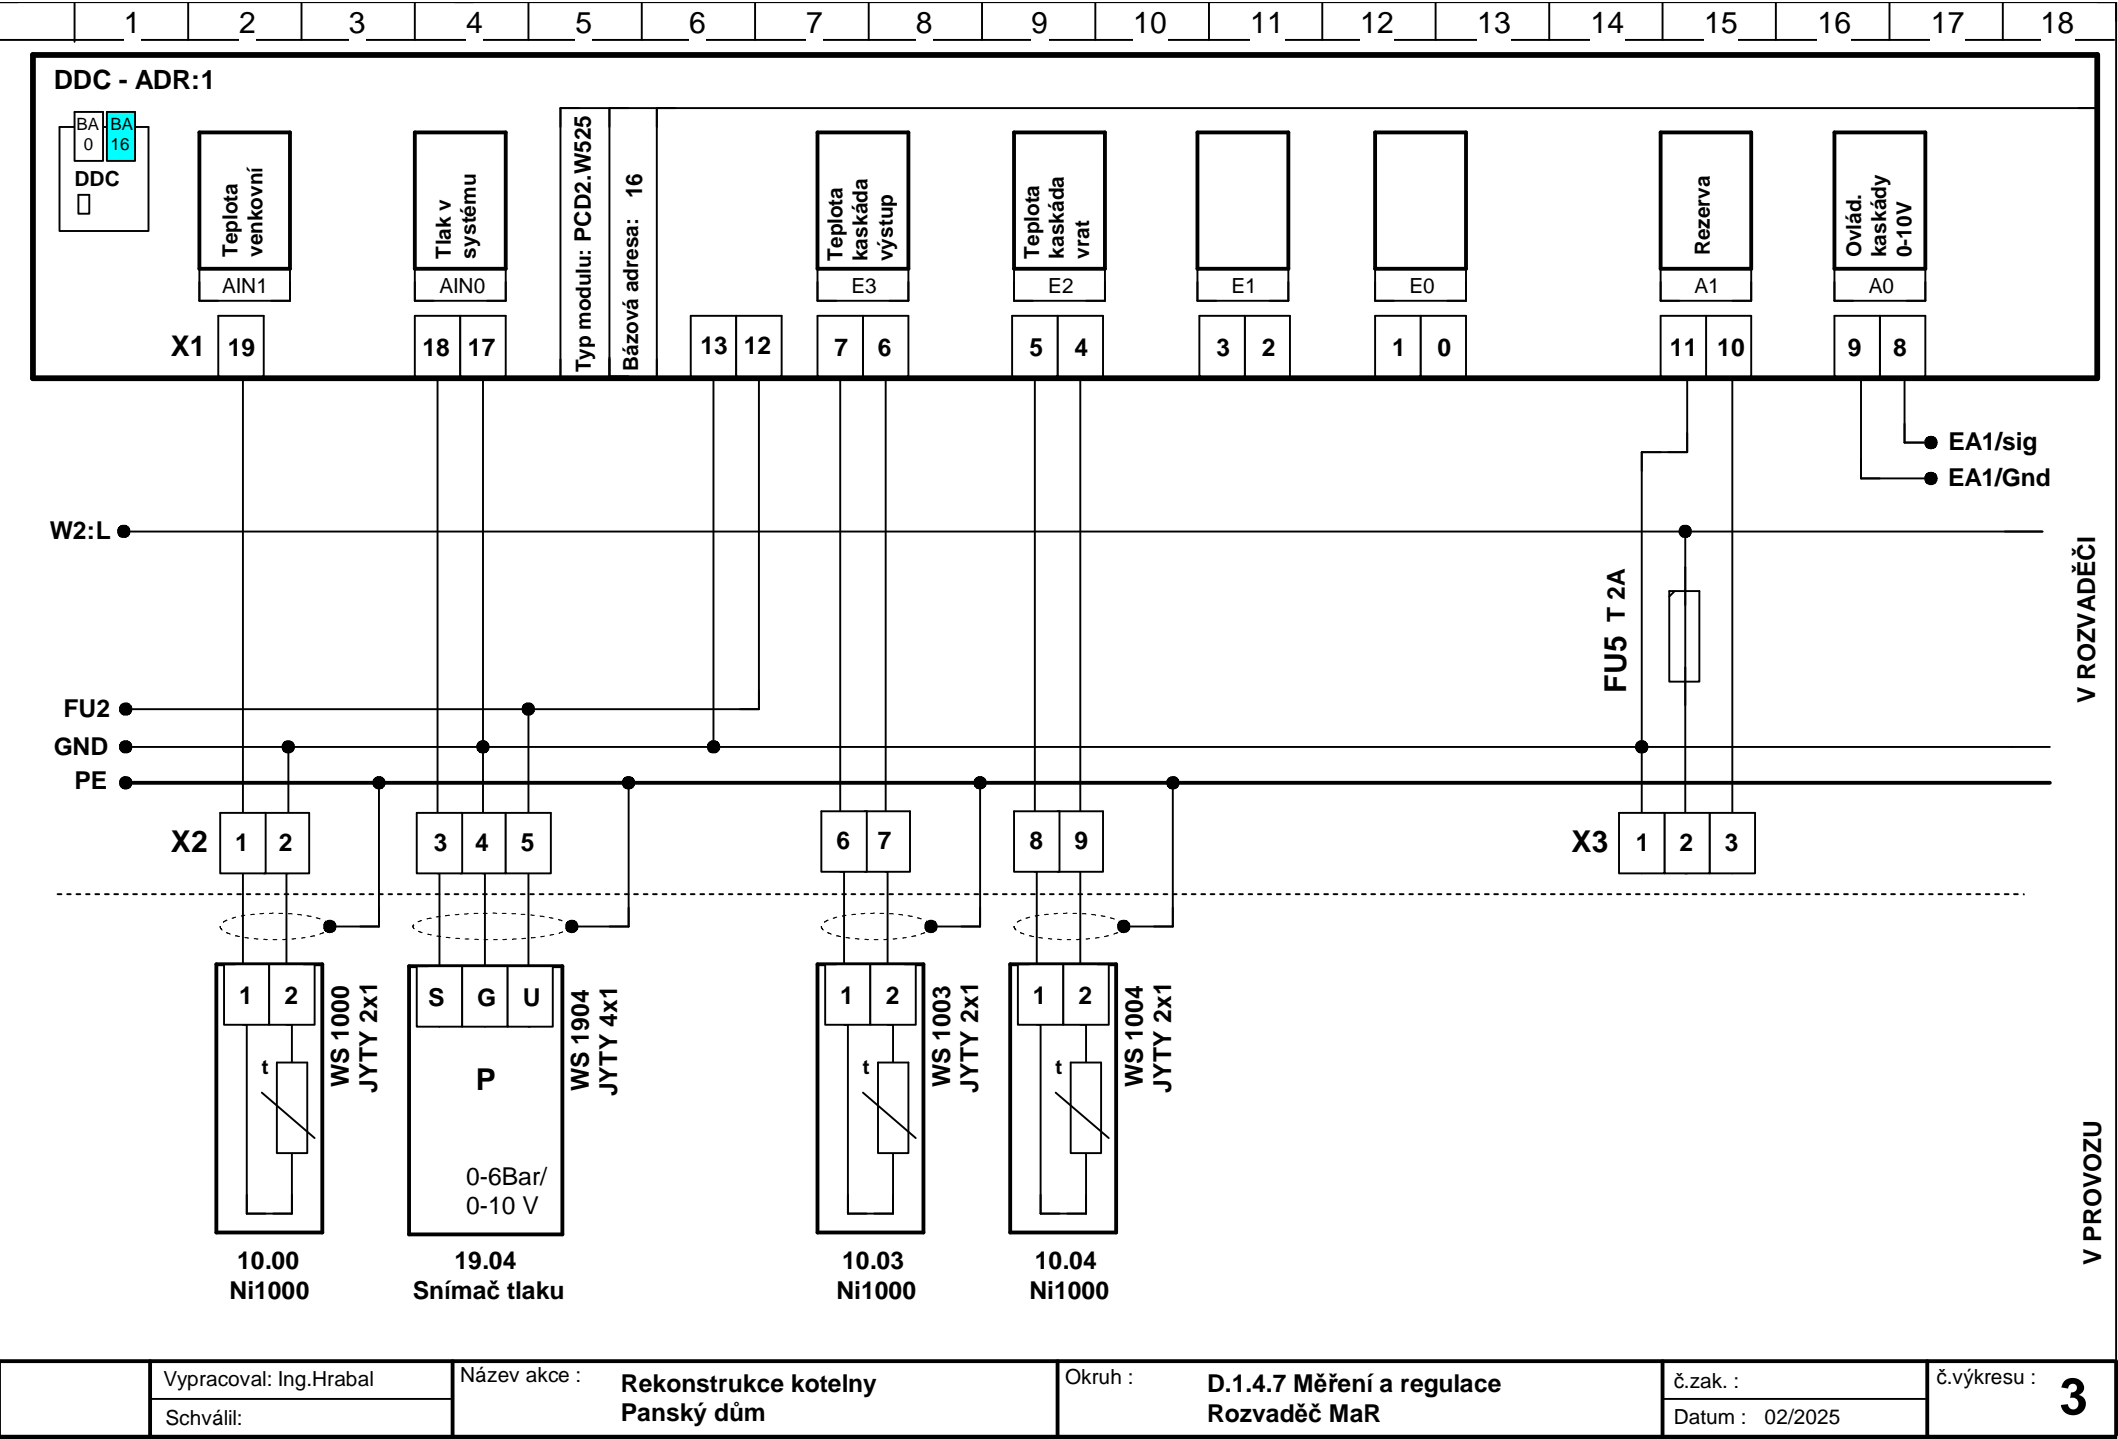 1 2 3 4 5 6 7 8 9 10 11 12 13 14 15 16 17 18
DDC - ADR:1
BA BA
0 16
DDC
Teplota
venkovní
AIN1
Tlak v
systému
AIN0
Typ modulu: PCD2.W525
Bázová adresa: 16
Teplota
kaskáda
výstup
E3
Teplota
kaskáda
vrat
E2
E1
E0
Rezerva
A1
Ovlád.
kaskády
0-10V
A0
X1 19 18 17 13 12 7 6 5 4 3 2 1 0 11 10 9 8
EA1/sig
EA1/Gnd
W2:L
FU5 T 2A
V ROZVADĚČI
FU2
GND
PE
X2 1 2 3 4 5 6 7 8 9 X3 1 2 3
1 2
t
WS 1000
JYTY 2x1
S G U
P
0-6Bar/
0-10 V
WS 1904
JYTY 4x1
1 2
t
WS 1003
JYTY 2x1
1 2
t
WS 1004
JYTY 2x1
V PROVOZU
10.00
Ni1000
19.04
Snímač tlaku
10.03
Ni1000
10.04
Ni1000
Vypracoval: Ing.Hrabal
Schválil:
Název akce :
Rekonstrukce kotelny
Panský dům
Okruh :
D.1.4.7 Měření a regulace
Rozvaděč MaR
č.zak. :
Datum : 02/2025
č.výkresu :
3